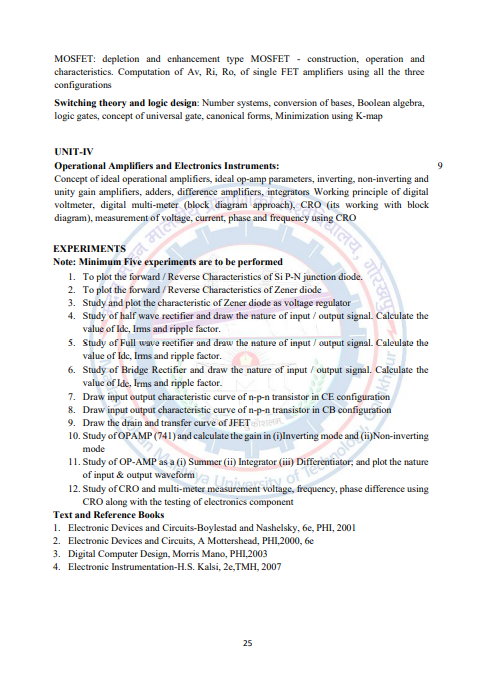 MOSFET: depletion and enhancement type MOSFET - construction, operation and
characteristics. Computation of Av, Ri, Ro, of single FET amplifiers using all the three
configurations
Switching theory and logic design: Number systems, conversion of bases, Boolean algebra,
logic gates, concept of universal gate, canonical forms, Minimization using K-map
UNIT-IV
Operational Amplifiers and Electronics Instruments: 9
Concept of ideal operational amplifiers, ideal op-amp parameters, inverting, non-inverting and
unity gain amplifiers, adders, difference amplifiers, integrators Working principle of digital
voltmeter, digital multi-meter (block diagram approach), CRO (its working with block
diagram), measurement of voltage, current, phase and frequency using CRO
EXPERIMENTS
Note: Minimum Five experiments are to be performed
1. To plot the forward / Reverse Characteristics of Si P-N junction diode.
2. To plot the forward / Reverse Characteristics of Zener diode
3. Study and plot the characteristic of Zener diode as voltage regulator
4. Study of half wave rectifier and draw the nature of input / output signal. Calculate the
value of Idc, Irms and ripple factor.
5. Study of Full wave rectifier and draw the nature of input / output signal. Calculate the
value of Idc, Irms and ripple factor.
6. Study of Bridge Rectifier and draw the nature of input / output signal. Calculate the
value of Idc, Irms and ripple factor.
7. Draw input output characteristic curve of n-p-n transistor in CE configuration
8. Draw input output characteristic curve of n-p-n transistor in CB configuration
9. Draw the drain and transfer curve of JFET
10. Study of OPAMP (741) and calculate the gain in (i)Inverting mode and (ii)Non-inverting
mode
11. Study of OP-AMP as a (i) Summer (ii) Integrator (iii) Differentiator; and plot the nature
of input & output waveform
12. Study of CRO and multi-meter measurement voltage, frequency, phase difference using
CRO along with the testing of electronics component
Text and Reference Books
1. Electronic Devices and Circuits-Boylestad and Nashelsky, 6e, PHI, 2001
2. Electronic Devices and Circuits, A Mottershead, PHI,2000, 6e
3. Digital Computer Design, Morris Mano, PHI,2003
4. Electronic Instrumentation-H.S. Kalsi, 2e,TMH, 2007
25